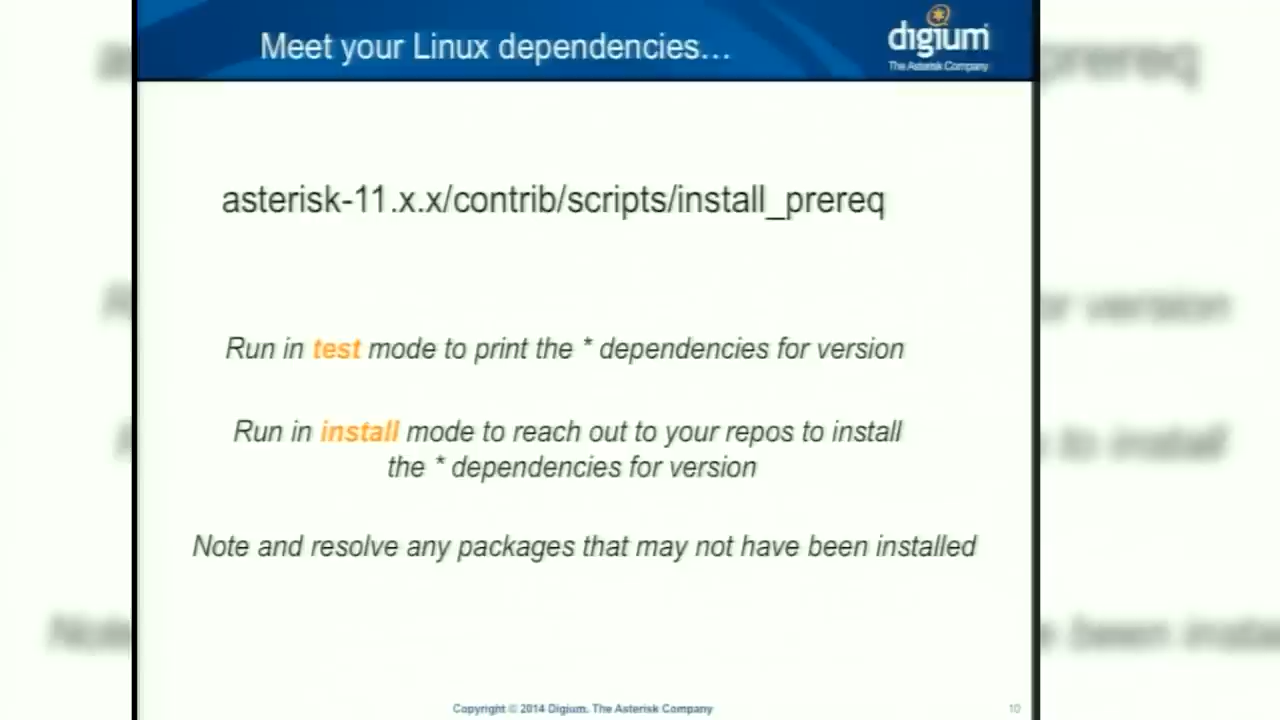 Meet your Linux dependencies…
digium
The Asterisk Company
asterisk-11.x.x/contrib/scripts/install_prereq
Run in test mode to print the * dependencies for version
Run in install mode to reach out to your repos to install
the * dependencies for version
Note and resolve any packages that may not have been installed
Copyright © 2014 Digium. The Asterisk Company
10